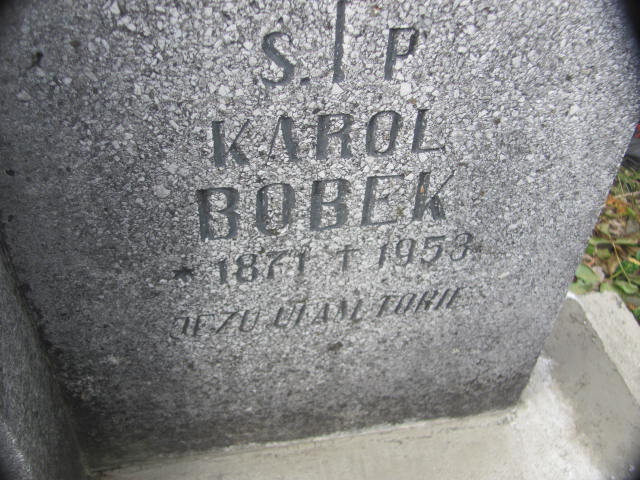 Ś. P
KAROL
BOBEK
* 1871 † 1953
JEZU UFAM TOBIE